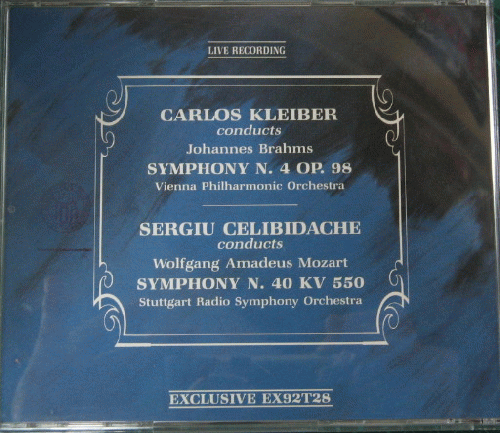 LIVE RECORDING
CARLOS KLEIBER
conducts
Johannes Brahms
SYMPHONY N. 4 OP. 98
Vienna Philharmonic Orchestra
SERGIU CELIBIDACHE
conducts
Wolfgang Amadeus Mozart
SYMPHONY N. 40 KV 550
Stuttgart Radio Symphony Orchestra
EXCLUSIVE EX92T28